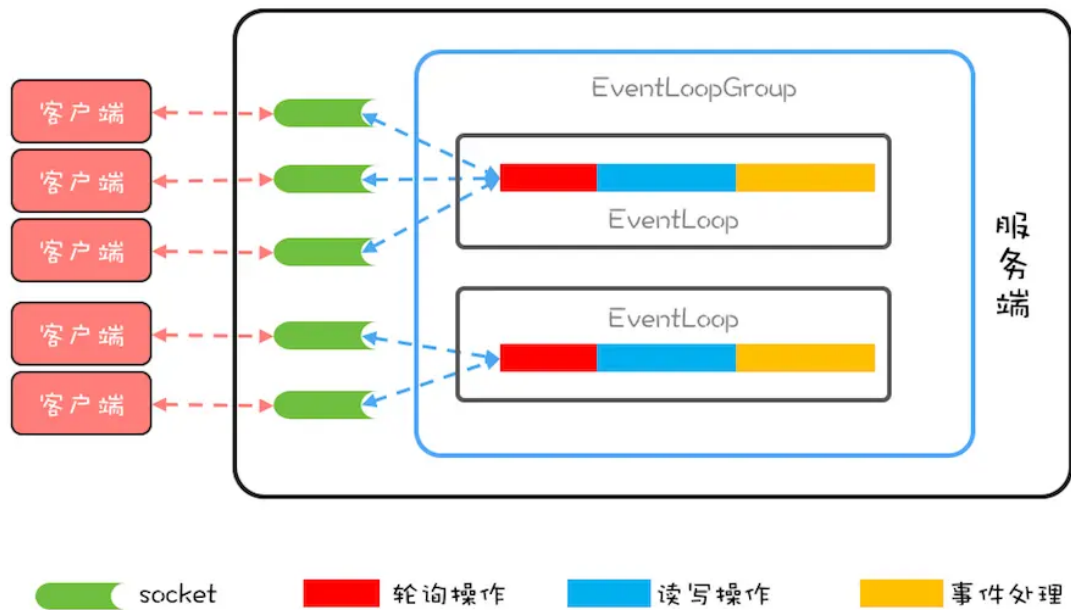 EventLoopGroup
客户端
客户端
EventLoop
客户端
服务端
客户端
EventLoop
客户端
socket
轮询操作
读写操作
事件处理